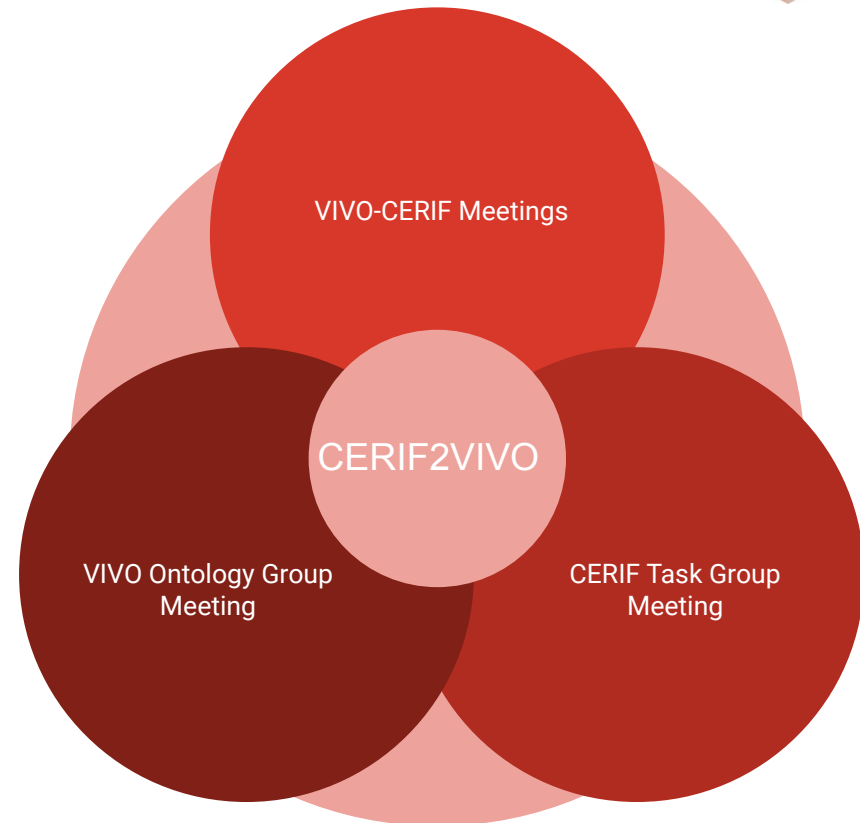 VIVO-CERIF Meetings
CERIF2VIVO
VIVO Ontology Group
Meeting
CERIF Task Group
Meeting